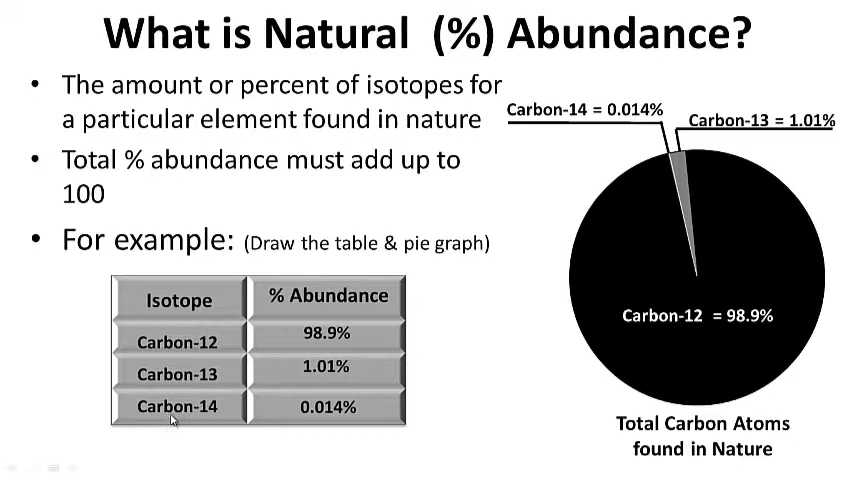 What is Natural (%) Abundance?
• The amount or percent of isotopes for
a particular element found in nature
• Total % abundance must add up to
100
• For example: (Draw the table & pie graph)
Isotope % Abundance
Carbon-12 98.9%
Carbon-13 1.01%
Carbon-14 0.014%
Carbon-14 = 0.014%
Carbon-13 = 1.01%
Carbon-12 = 98.9%
Total Carbon Atoms
found in Nature